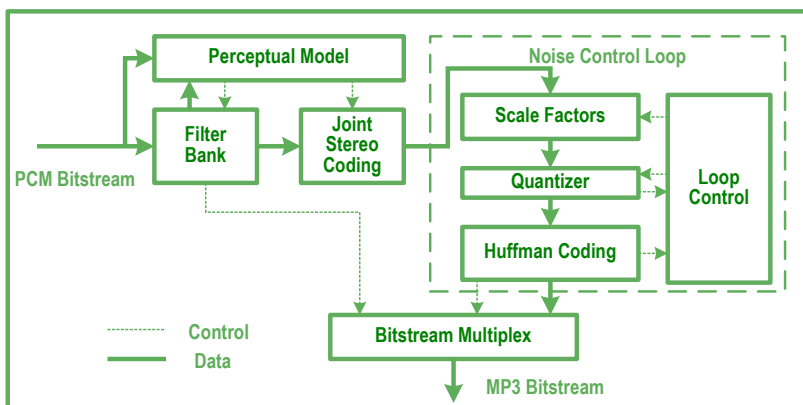 Perceptual Model
Noise Control Loop
Filter
Bank
Joint
Stereo
Coding
Scale Factors
PCM Bitstream
Quantizer
Loop
Control
Huffman Coding
Control
Data
Bitstream Multiplex
MP3 Bitstream